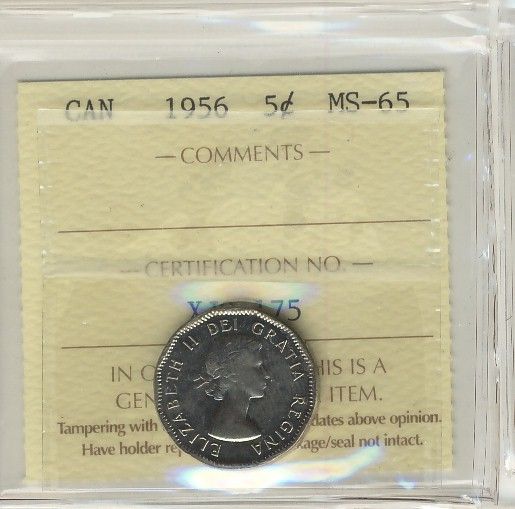 CAN 1956 5¢ MS-65
— COMMENTS —
— CERTIFICATION NO. —
175
ELIZABETH II DEI GRATIA REGINA
IN HIS IS A
GEN ITEM.
Tampering with dates above opinion.
Have holder kage/seal not intact.